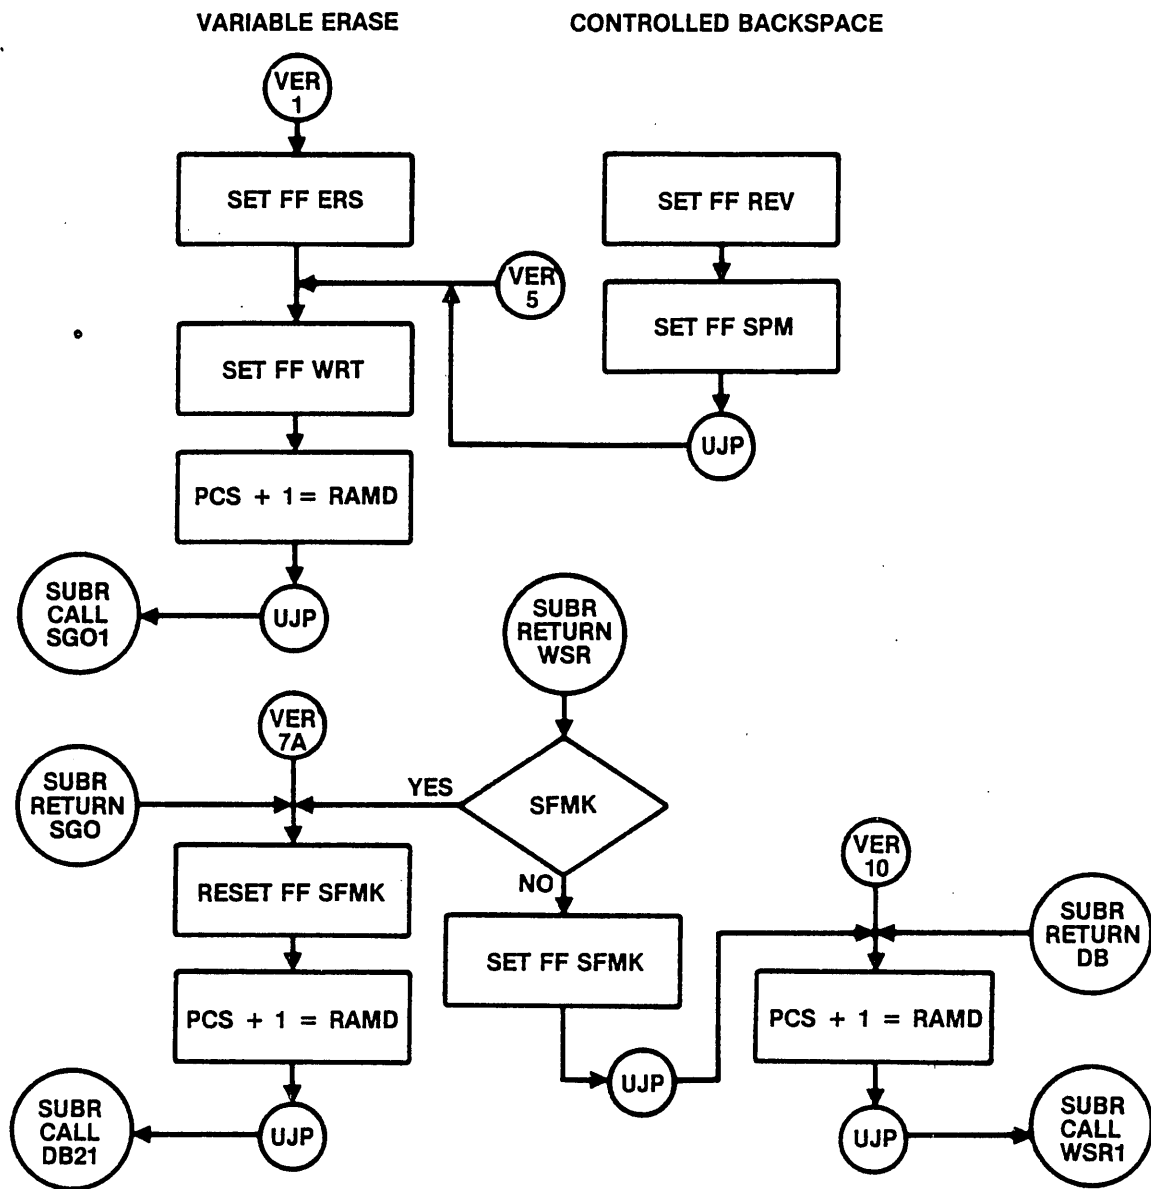 VARIABLE ERASE
CONTROLLED BACKSPACE
VER
1
SET FF ERS
SET FF REV
VER
5
SET FF SPM
SET FF WRT
UJP
PCS + 1 = RAMD
SUBR
CALL
SGO1
UJP
SUBR
RETURN
WSR
VER
7A
SUBR
RETURN
SGO
YES
SFMK
NO
VER
10
RESET FF SFMK
SET FF SFMK
SUBR
RETURN
DB
PCS + 1 = RAMD
PCS + 1 = RAMD
UJP
SUBR
CALL
DB21
UJP
UJP
SUBR
CALL
WSR1